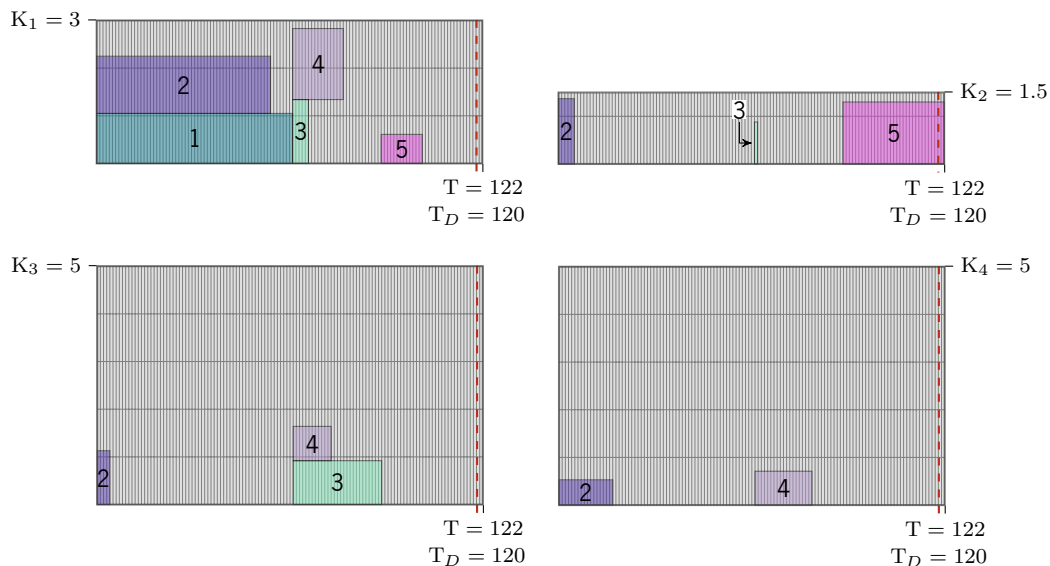 K₁ = 3
2
1
4
3
5
T = 122
T_D = 120
K₂ = 1.5
2
3
5
T = 122
T_D = 120
K₃ = 5
2
4
3
T = 122
T_D = 120
K₄ = 5
2
4
T = 122
T_D = 120